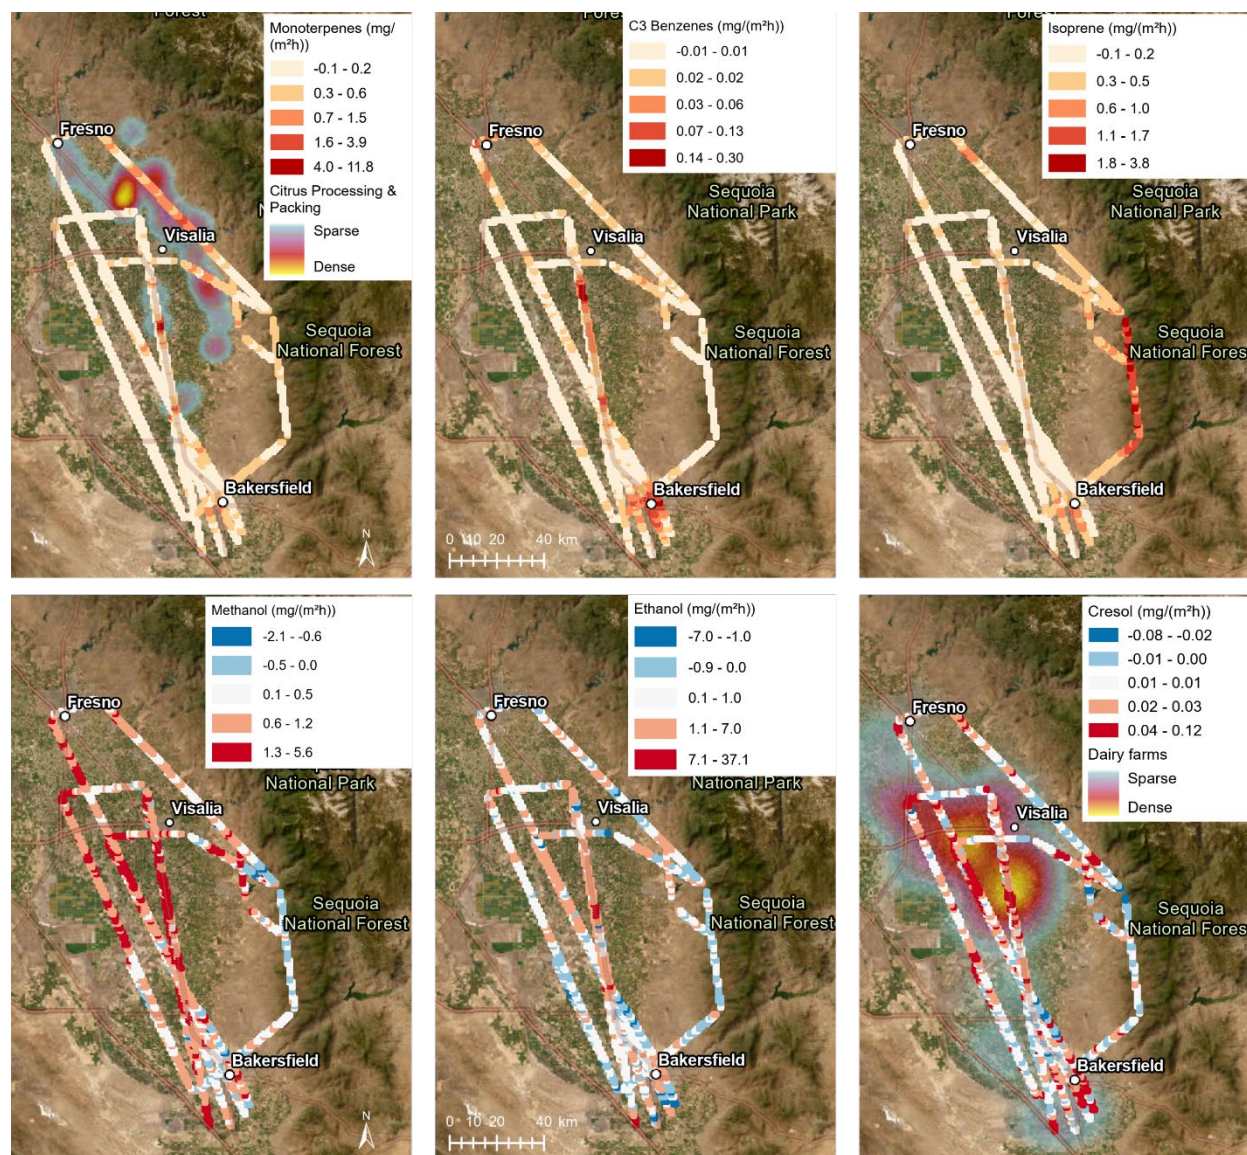 Forest
Monoterpenes (mg/
(m²h))
-0.1 - 0.2
0.3 - 0.6
0.7 - 1.5
1.6 - 3.9
4.0 - 11.8
Citrus Processing &
Packing
Sparse
Dense
Fresno
N
Visalia
Sequoia
National Forest
Bakersfield
N
Fores
C3 Benzenes (mg/(m²h))
-0.01 - 0.01
0.02 - 0.02
0.03 - 0.06
0.07 - 0.13
0.14 - 0.30
Fresno
Sequoia
National Park
Visalia
Sequoia
National Forest
Bakersfield
0 10 20 40 km
Forest
Isoprene (mg/(m²h))
-0.1 - 0.2
0.3 - 0.5
0.6 - 1.0
1.1 - 1.7
1.8 - 3.8
Fresno
Sequoia
National Park
Visalia
Sequoia
National Forest
Bakersfield
Methanol (mg/(m²h))
-2.1 - -0.6
-0.5 - 0.0
0.1 - 0.5
0.6 - 1.2
1.3 - 5.6
Fresno
Sequoia
National Park
Visalia
Sequoia
National Forest
Bakersfield
N
Ethanol (mg/(m²h))
-7.0 - -1.0
-0.9 - 0.0
0.1 - 1.0
1.1 - 7.0
7.1 - 37.1
Fresno
National Park
Visalia
Sequoia
National Forest
Bakersfield
0 10 20 40 km
Cresol (mg/(m²h))
-0.08 - -0.02
-0.01 - 0.00
0.01 - 0.01
0.02 - 0.03
0.04 - 0.12
Dairy farms
Sparse
Dense
Fresno
Visalia
Sequoia
National Forest
Bakersfield